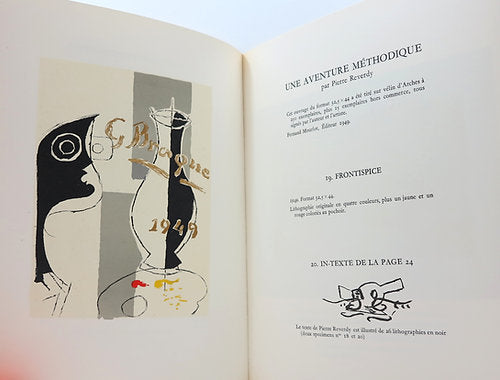 G. Braque
1949
UNE AVENTURE MÉTHODIQUE
par Pierre Reverdy
Cet ouvrage du format 32,5 × 44 a été tiré sur vélin d'Arches à
250 exemplaires, plus 15 exemplaires hors commerce, tous
signés par l'auteur et l'artiste.
Fernand Mourlot, Éditeur 1949.
19. FRONTISPICE
1949. Format 32,5 × 44.
Lithographie originale en quatre couleurs, plus un jaune et un
rouge coloriés au pochoir.
20. IN-TEXTE DE LA PAGE 24
Le texte de Pierre Reverdy est illustré de 26 lithographies en noir
(deux specimens nos 18 et 20)